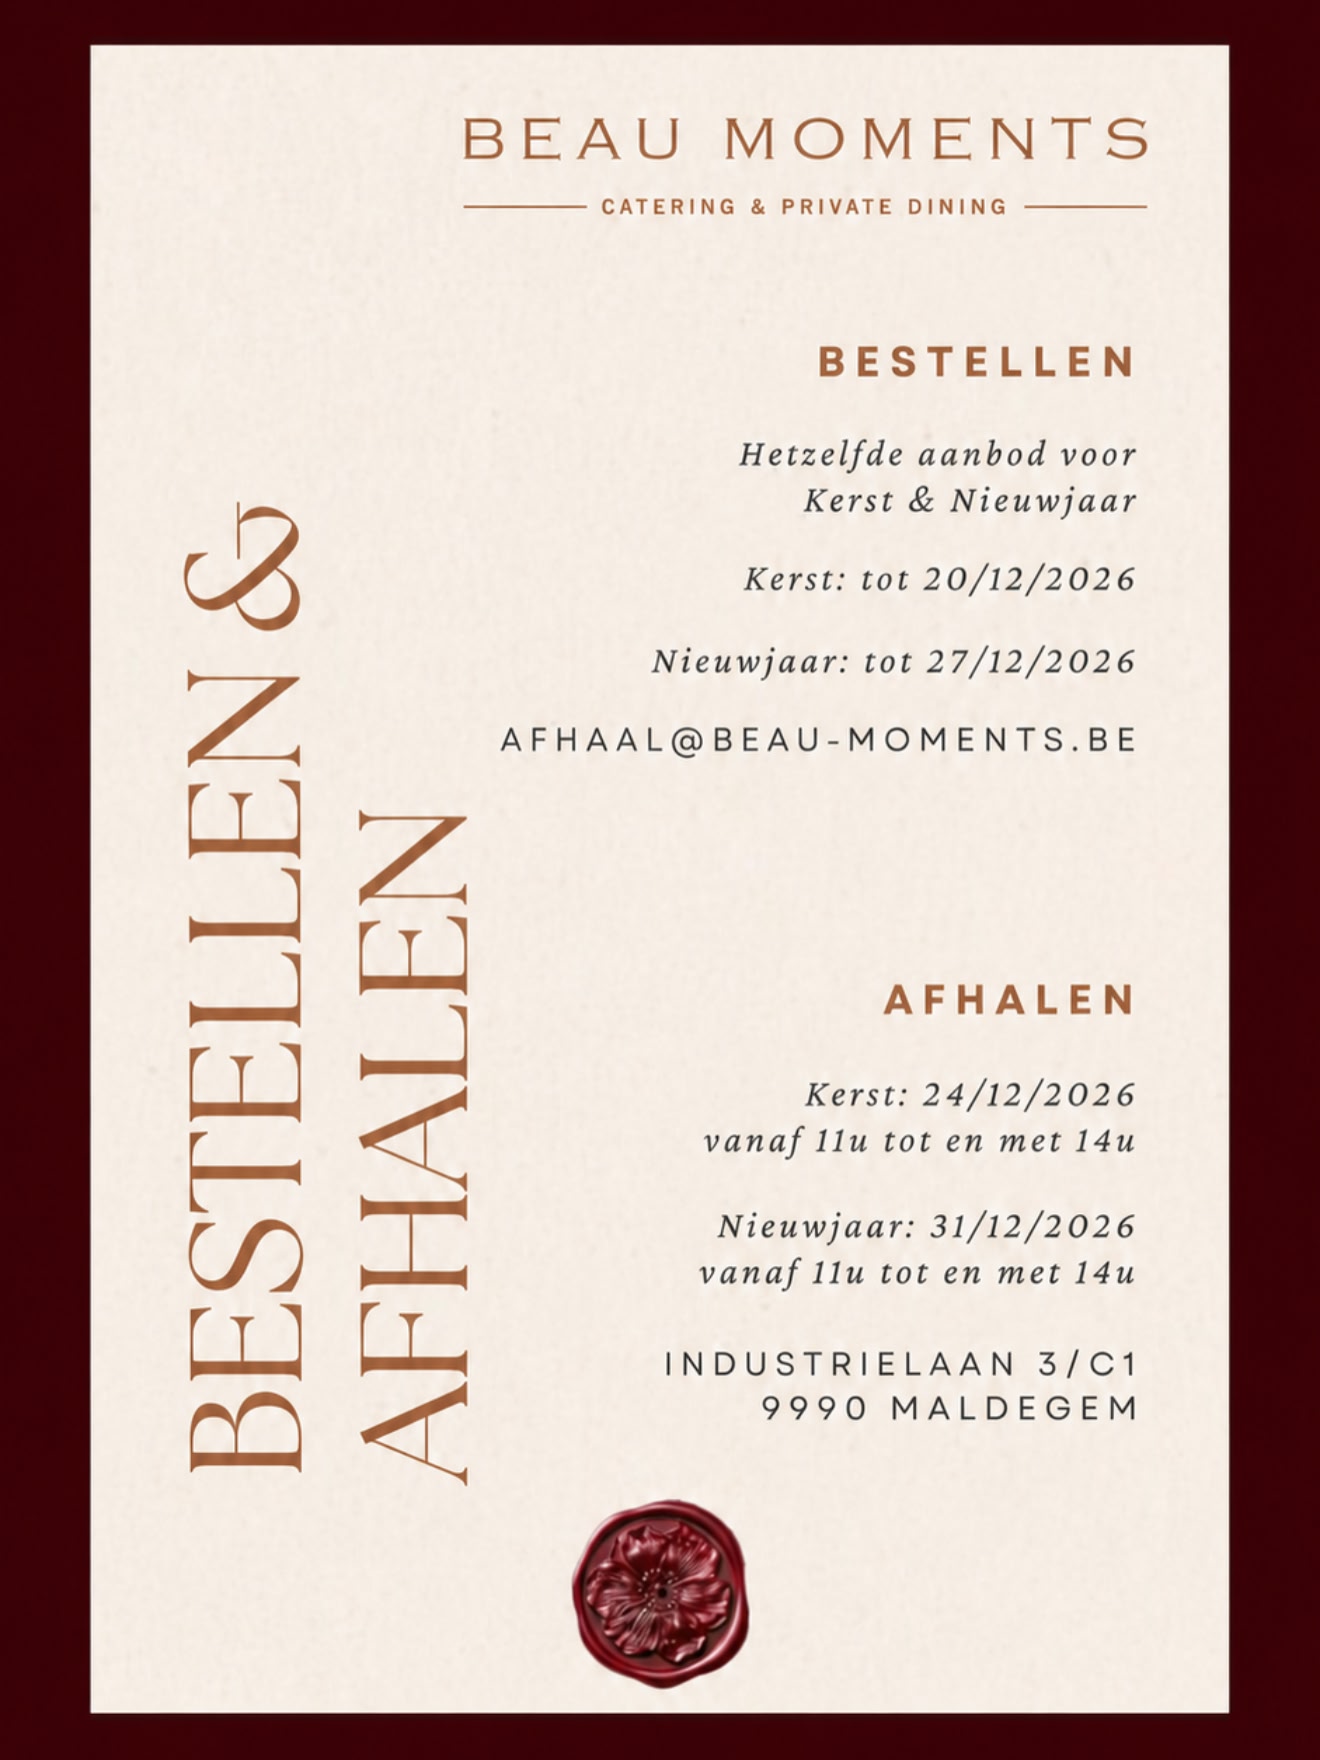 BEAU MOMENTS
CATERING & PRIVATE DINING
BESTELLEN &
AFHALEN
BESTELLEN
Hetzelfde aanbod voor
Kerst & Nieuwjaar
Kerst: tot 20/12/2026
Nieuwjaar: tot 27/12/2026
AFHAAL@BEAU-MOMENTS.BE
AFHALEN
Kerst: 24/12/2026
vanaf 11u tot en met 14u
Nieuwjaar: 31/12/2026
vanaf 11u tot en met 14u
INDUSTRIELAAN 3/C1
9990 MALDEGEM